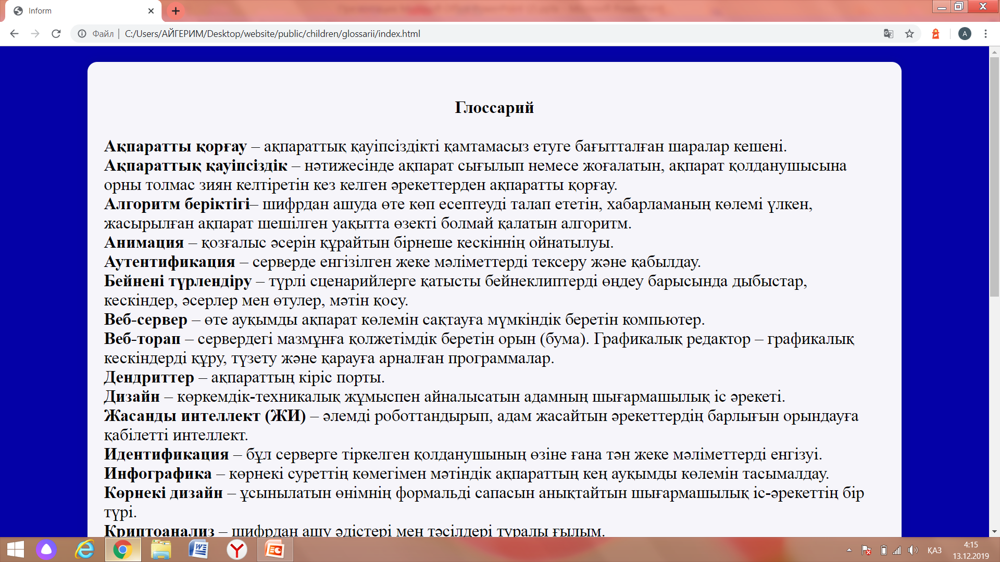 Inform
Файл | C:/Users/АЙГЕРИМ/Desktop/website/public/children/glossarii/index.html
A
Глоссарий
Ақпаратты қорғау – ақпараттық қауіпсіздікті қамтамасыз етуге бағытталған шаралар кешені.
Ақпараттық қауіпсіздік – нәтижесінде ақпарат сығылып немесе жоғалатын, ақпарат қолданушысына
орны толмас зиян келтіретін кез келген әрекеттерден ақпаратты қорғау.
Алгоритм беріктігі– шифрдан ашуда өте көп есептеуді талап ететін, хабарламаның көлемі үлкен,
жасырылған ақпарат шешілген уақытта өзекті болмай қалатын алгоритм.
Анимация – қозғалыс әсерін құрайтын бірнеше кескіннің ойнатылуы.
Аутентификация – серверде енгізілген жеке мәліметтерді тексеру және қабылдау.
Бейнені түрлендіру – түрлі сценарийлерге қатысты бейнеклиптерді өңдеу барысында дыбыстар,
кескіндер, әсерлер мен өтулер, мәтін қосу.
Веб-сервер – өте ауқымды ақпарат көлемін сақтауға мүмкіндік беретін компьютер.
Веб-торап – сервердегі мазмұнға қолжетімдік беретін орын (бума). Графикалық редактор – графикалық
кескіндерді құру, түзету және қарауға арналған программалар.
Дендриттер – ақпараттың кіріс порты.
Дизайн – көркемдік-техникалық жұмыспен айналысатын адамның шығармашылық іс әрекеті.
Жасанды интеллект (ЖИ) – әлемді роботтандырып, адам жасайтын әрекеттердің барлығын орындауға
қабілетті интеллект.
Идентификация – бұл серверге тіркелген қолданушының өзіне ғана тән жеке мәліметтерді енгізуі.
Инфографика – көрнекі суреттің көмегімен мәтіндік ақпараттың кең ауқымды көлемін тасымалдау.
Көрнекі дизайн – ұсынылатын өнімнің формальді сапасын анықтайтын шығармашылық іс-әрекеттің бір
түрі.
Криптоанализ – шифрдан ашу әдістері мен тәсілдері туралы ғылым.
ҚАЗ
4:15
13.12.2019